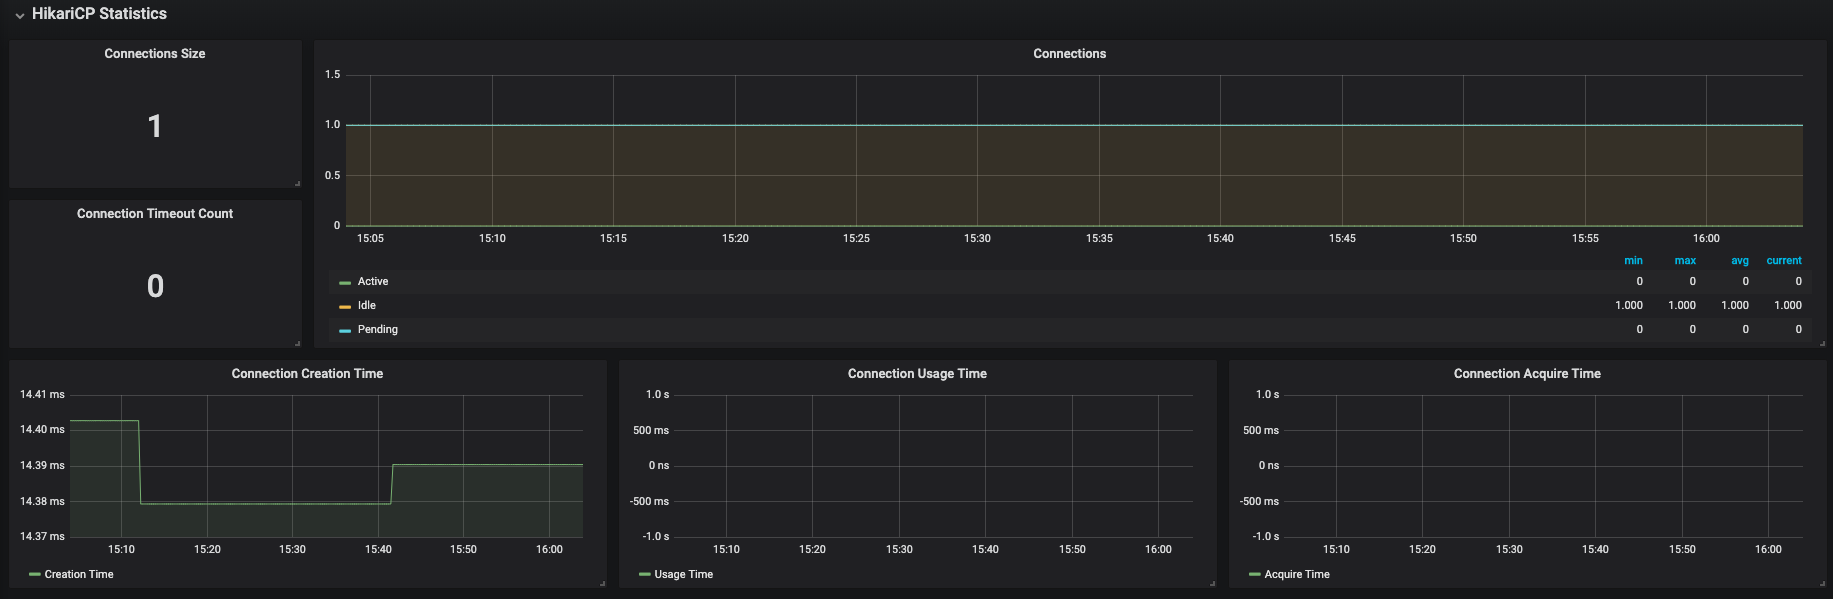 HikariCP Statistics
Connections Size
1
Connection Timeout Count
0
Connections
1.5
1.0
0.5
0
15:05 15:10 15:15 15:20 15:25 15:30 15:35 15:40 15:45 15:50 15:55 16:00
min max avg current
Active 0 0 0 0
Idle 1.000 1.000 1.000 1.000
Pending 0 0 0 0
Connection Creation Time
14.41 ms
14.40 ms
14.39 ms
14.38 ms
14.37 ms
15:10 15:20 15:30 15:40 15:50 16:00
Creation Time
Connection Usage Time
1.0 s
500 ms
0 ns
-500 ms
-1.0 s
15:10 15:20 15:30 15:40 15:50 16:00
Usage Time
Connection Acquire Time
1.0 s
500 ms
0 ns
-500 ms
-1.0 s
15:10 15:20 15:30 15:40 15:50 16:00
Acquire Time